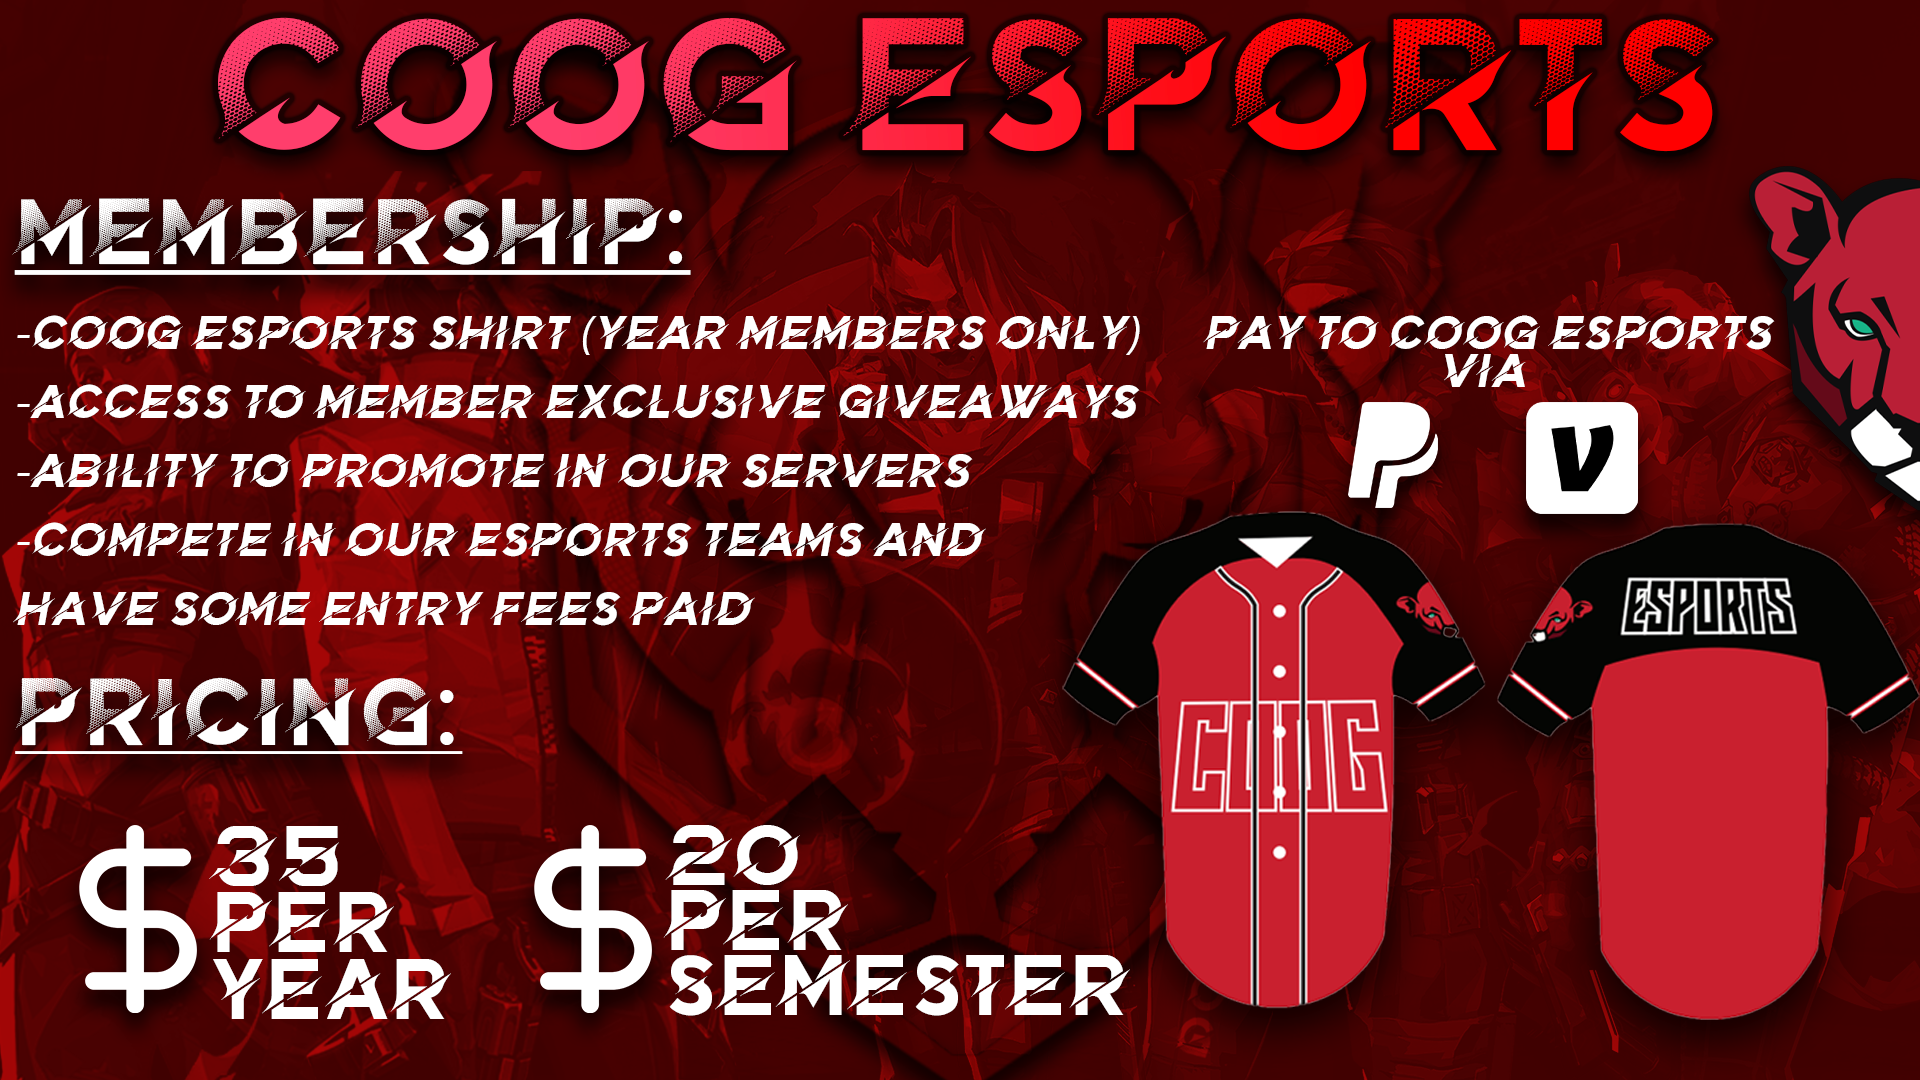 COOG ESPORTS
MEMBERSHIP:
-COOG ESPORTS SHIRT (YEAR MEMBERS ONLY)
-ACCESS TO MEMBER EXCLUSIVE GIVEAWAYS
-ABILITY TO PROMOTE IN OUR SERVERS
-COMPETE IN OUR ESPORTS TEAMS AND
HAVE SOME ENTRY FEES PAID
PRICING:
$ 35
PER
YEAR
$ 20
PER
SEMESTER
PAY TO COOG ESPORTS
VIA
COOG
ESPORTS